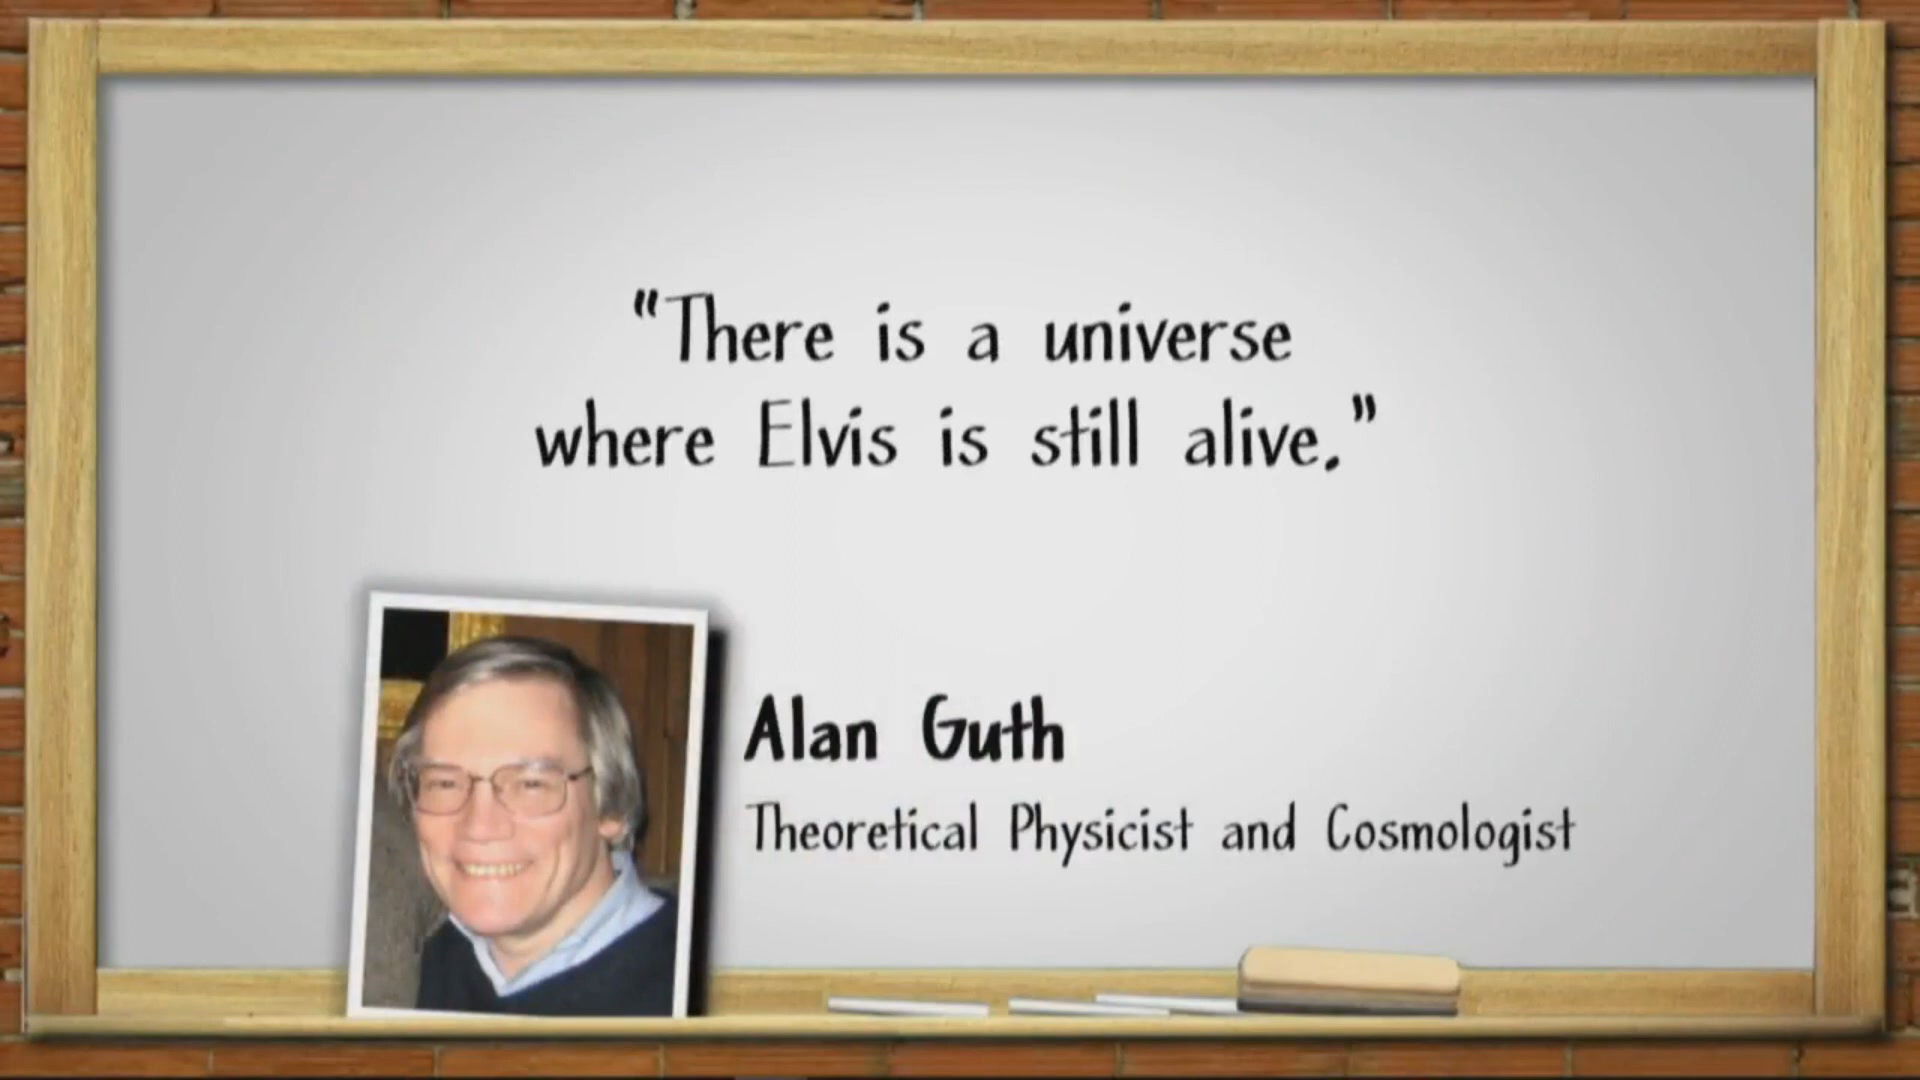 “There is a universe
where Elvis is still alive.”
Alan Guth
Theoretical Physicist and Cosmologist